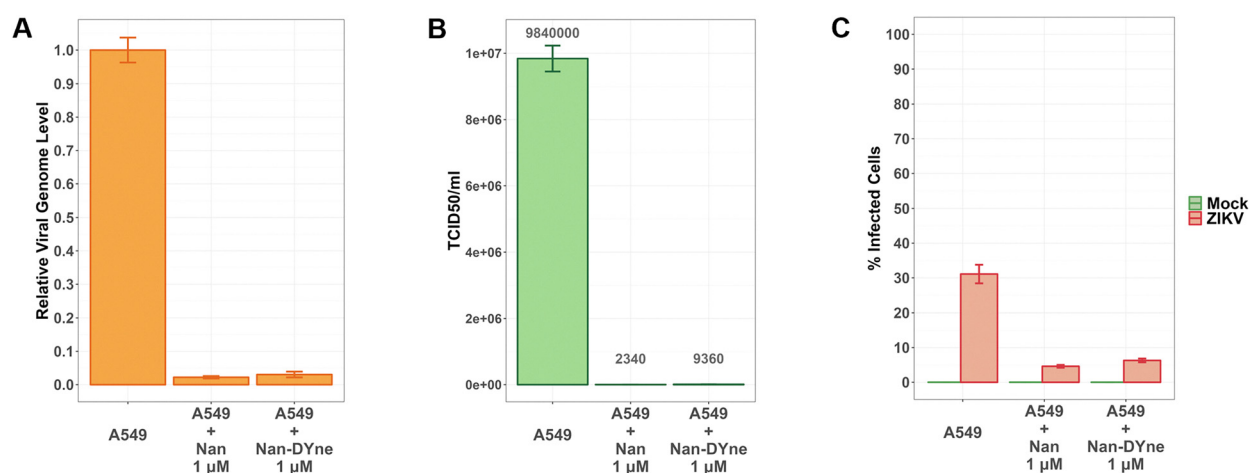 A
Relative Viral Genome Level
1.0
0.9
0.8
0.7
0.6
0.5
0.4
0.3
0.2
0.1
0.0
A549
A549
+
Nan
1 µM
A549
+
Nan-DYne
1 µM
B
TCID50/ml
1e+07
8e+06
6e+06
4e+06
2e+06
0e+00
9840000
2340
9360
A549
A549
+
Nan
1 µM
A549
+
Nan-DYne
1 µM
C
% Infected Cells
100
90
80
70
60
50
40
30
20
10
0
A549
A549
+
Nan
1 µM
A549
+
Nan-DYne
1 µM
Mock
ZIKV